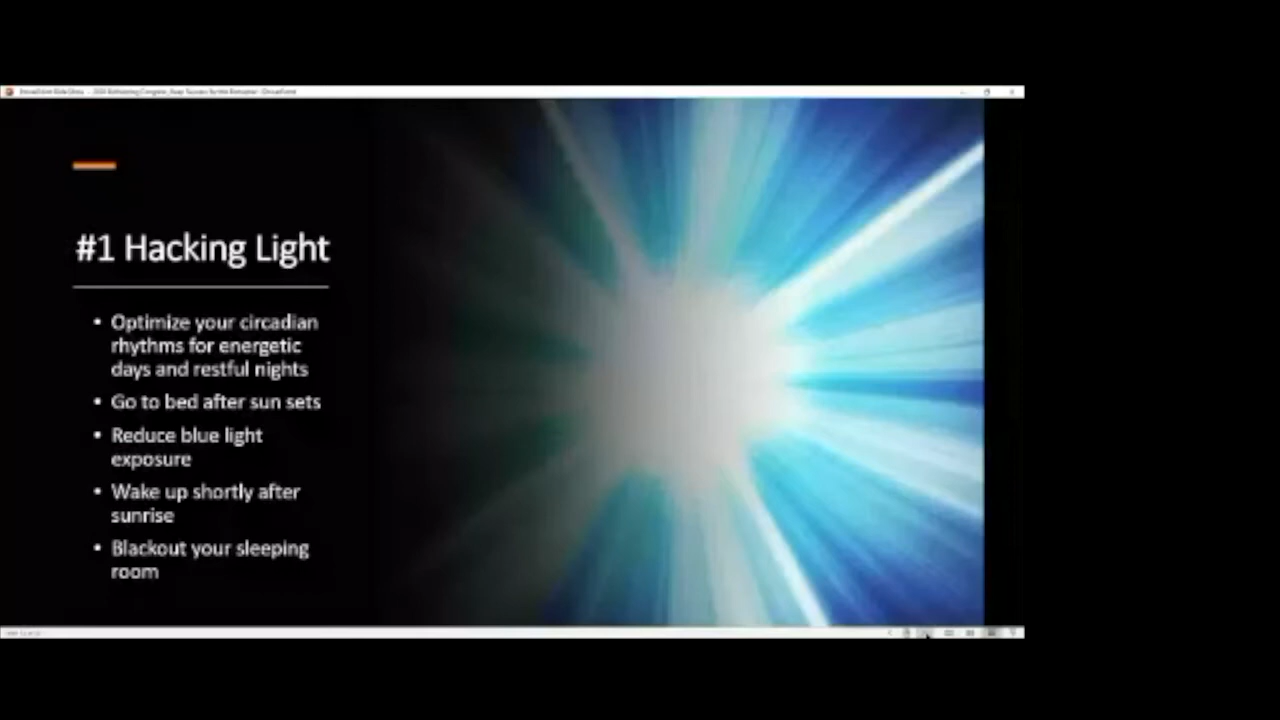 #1 Hacking Light
• Optimize your circadian
rhythms for energetic
days and restful nights
• Go to bed after sun sets
• Reduce blue light
exposure
• Wake up shortly after
sunrise
• Blackout your sleeping
room